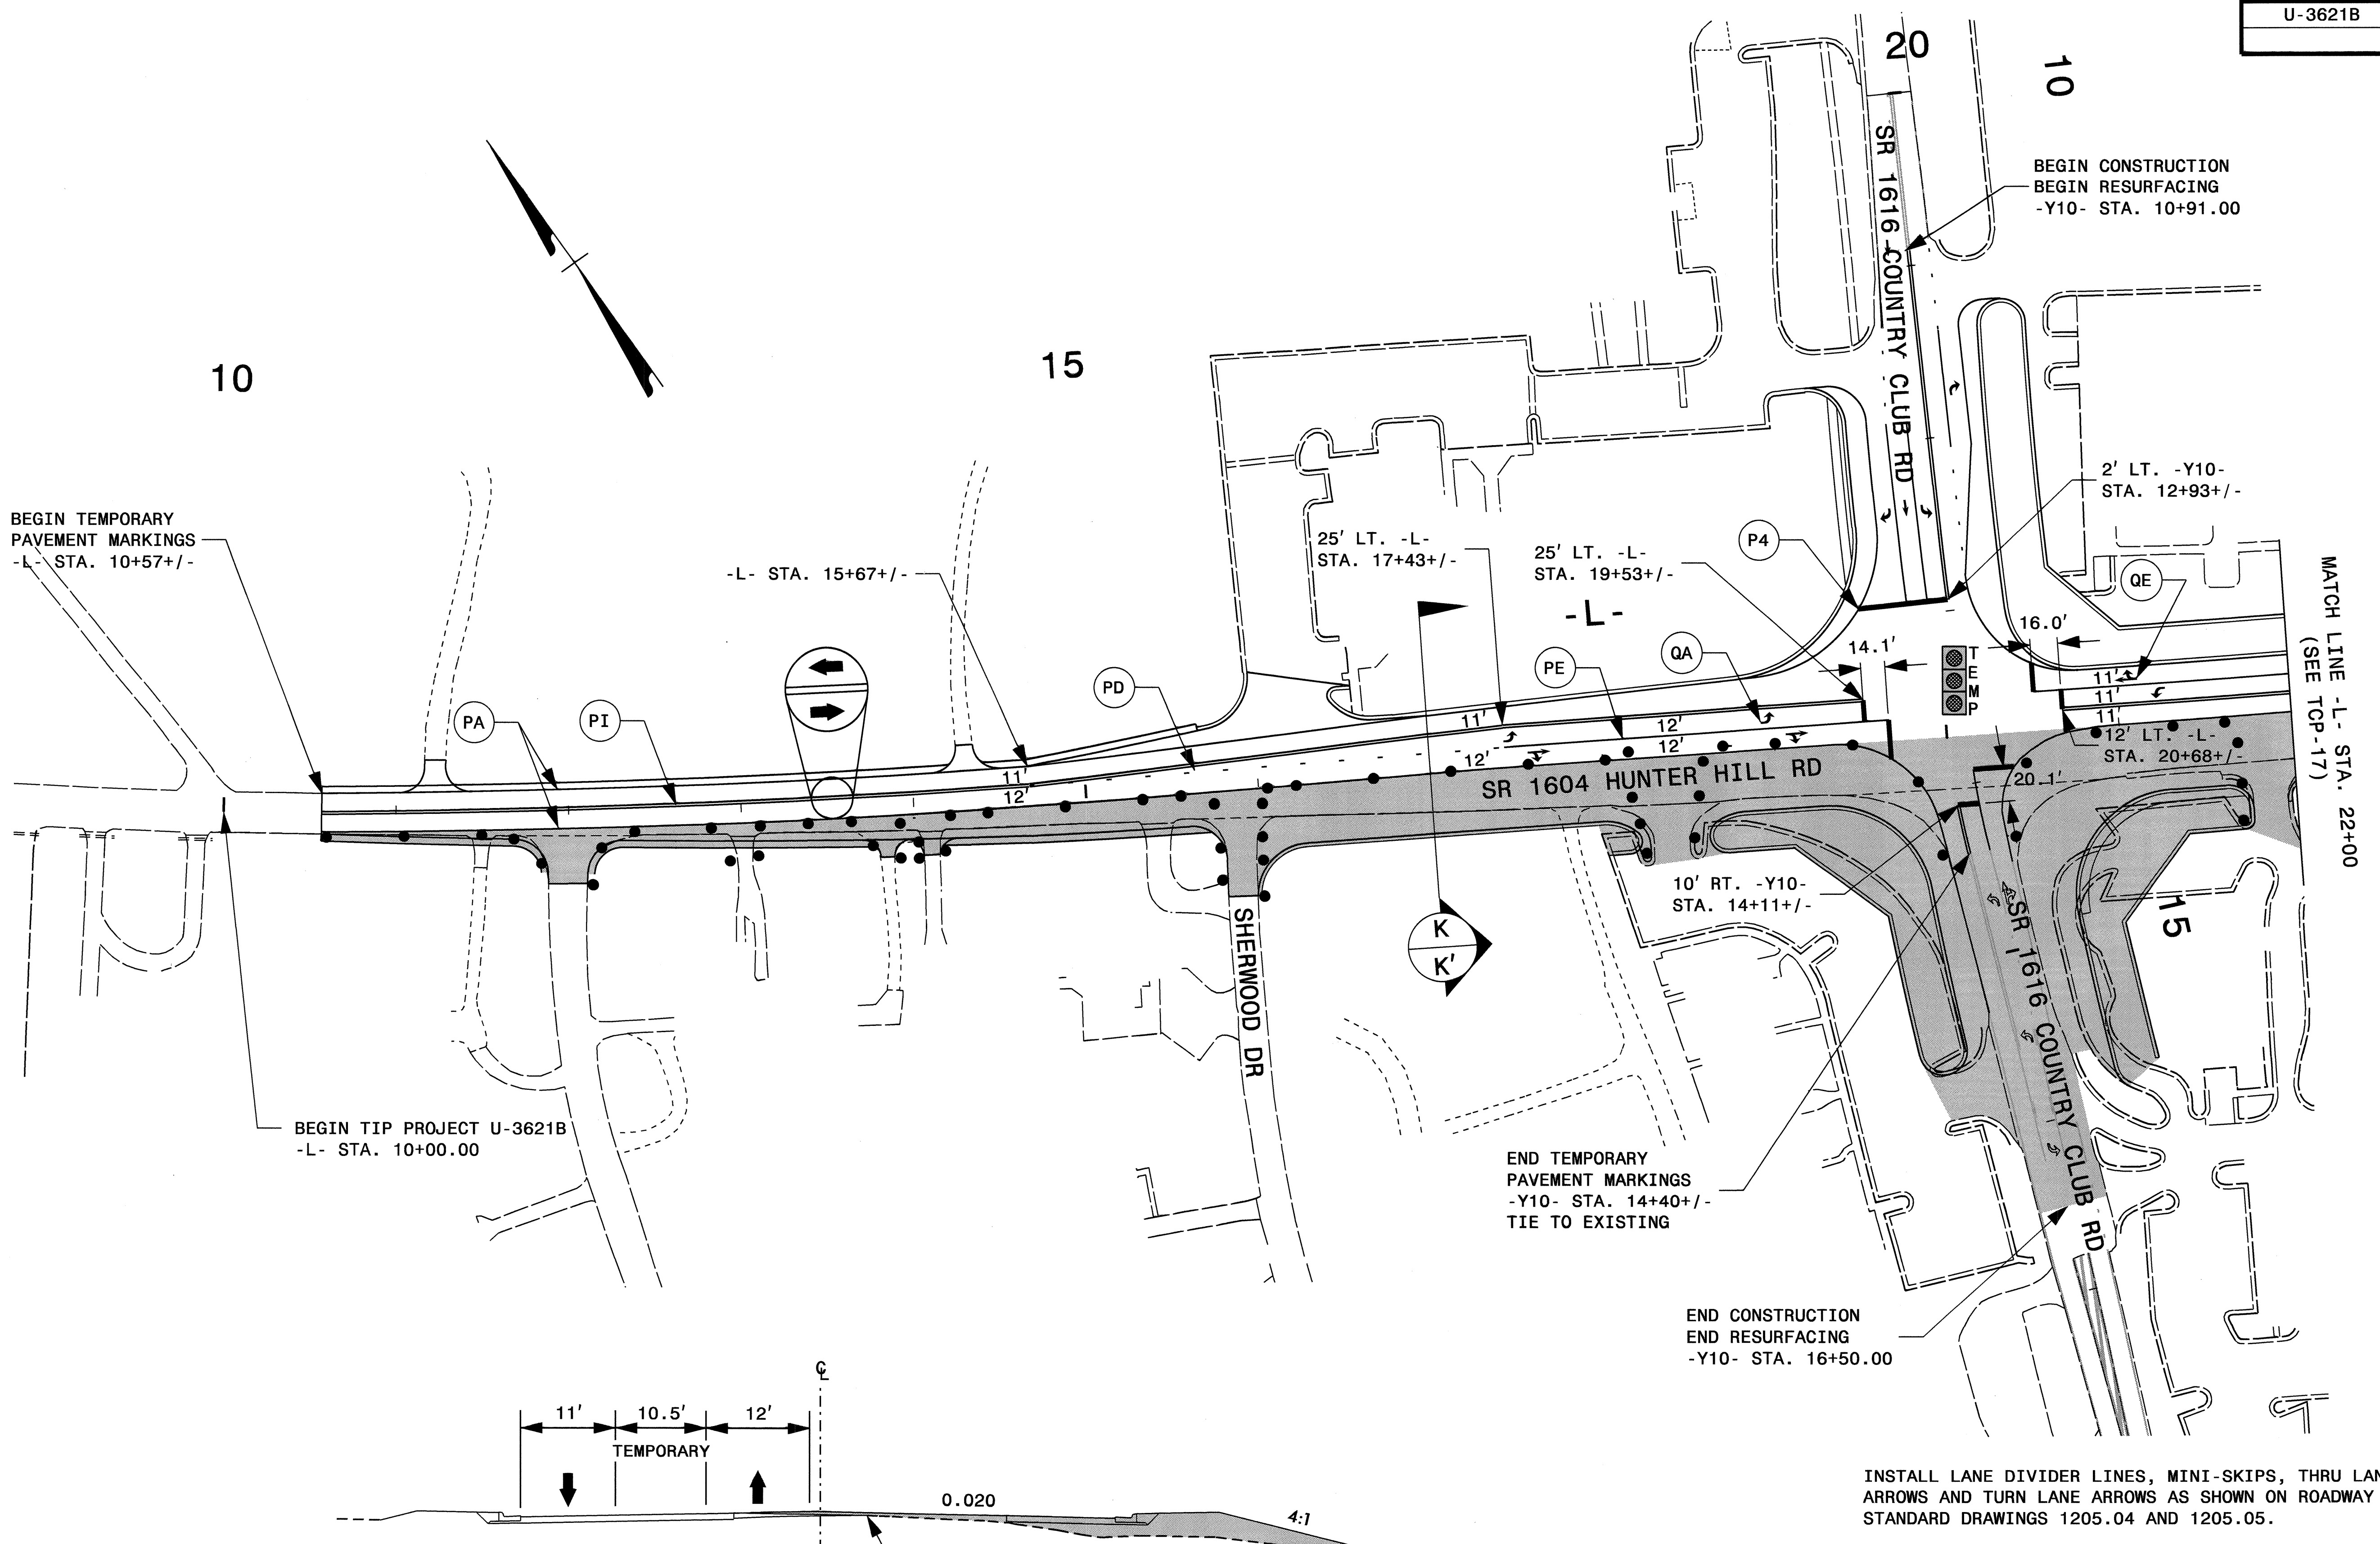 U-3621B
20
10
SR 1616 COUNTRY CLUB RD
BEGIN CONSTRUCTION
BEGIN RESURFACING
-Y10- STA. 10+91.00
10
15
BEGIN TEMPORARY
PAVEMENT MARKINGS
-L- STA. 10+57+/-
-L- STA. 15+67+/-
25' LT. -L-
STA. 17+43+/-
25' LT. -L-
STA. 19+53+/-
-L-
P4
2' LT. -Y10-
STA. 12+93+/-
QE
MATCH LINE -L- STA. 22+00
(SEE TCP-17)
16.0'
14.1'
TEMP
PA
PI
PD
PE
QA
11'
12'
11'
12'
12'
12'
11'
11'
11'
12' LT. -L-
STA. 20+68+/-
20.1'
SR 1604 HUNTER HILL RD
10' RT. -Y10-
STA. 14+11+/-
15
SHERWOOD DR
K
K'
SR 1616 COUNTRY CLUB RD
BEGIN TIP PROJECT U-3621B
-L- STA. 10+00.00
END TEMPORARY
PAVEMENT MARKINGS
-Y10- STA. 14+40+/-
TIE TO EXISTING
END CONSTRUCTION
END RESURFACING
-Y10- STA. 16+50.00
℄
11'
10.5'
12'
TEMPORARY
0.020
4:1
INSTALL LANE DIVIDER LINES, MINI-SKIPS, THRU LAN
ARROWS AND TURN LANE ARROWS AS SHOWN ON ROADWAY
STANDARD DRAWINGS 1205.04 AND 1205.05.